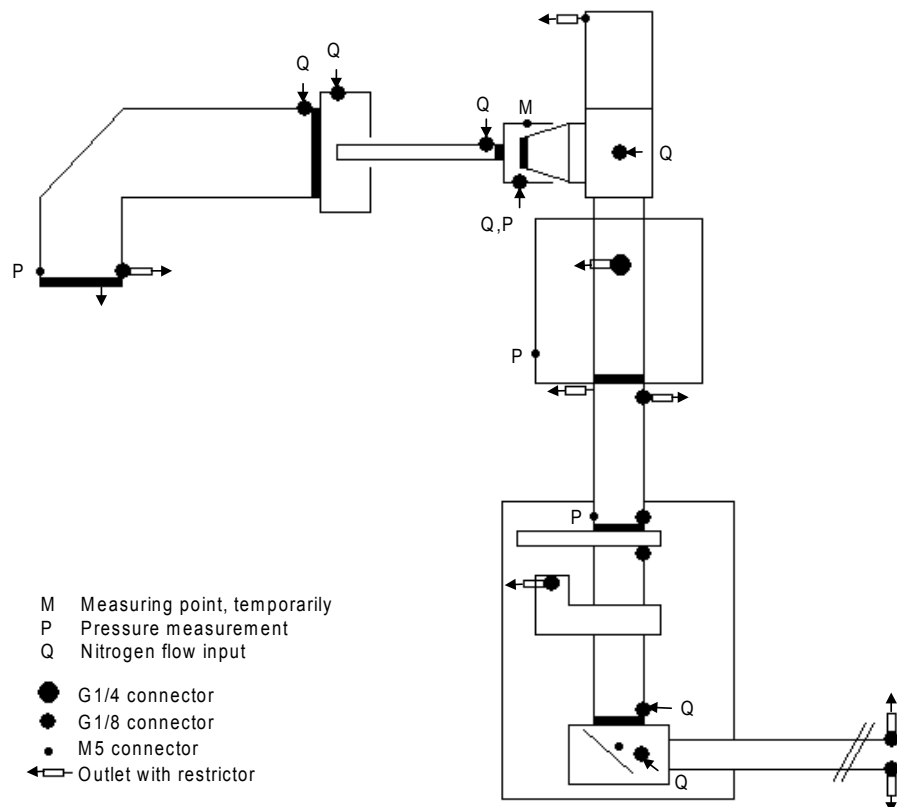 Q
Q
Q
M
Q
Q,P
P
P
P
M Measuring point, temporarily
P Pressure measurement
Q Nitrogen flow input
G1/4 connector
G1/8 connector
M5 connector
Outlet with restrictor
Q
Q